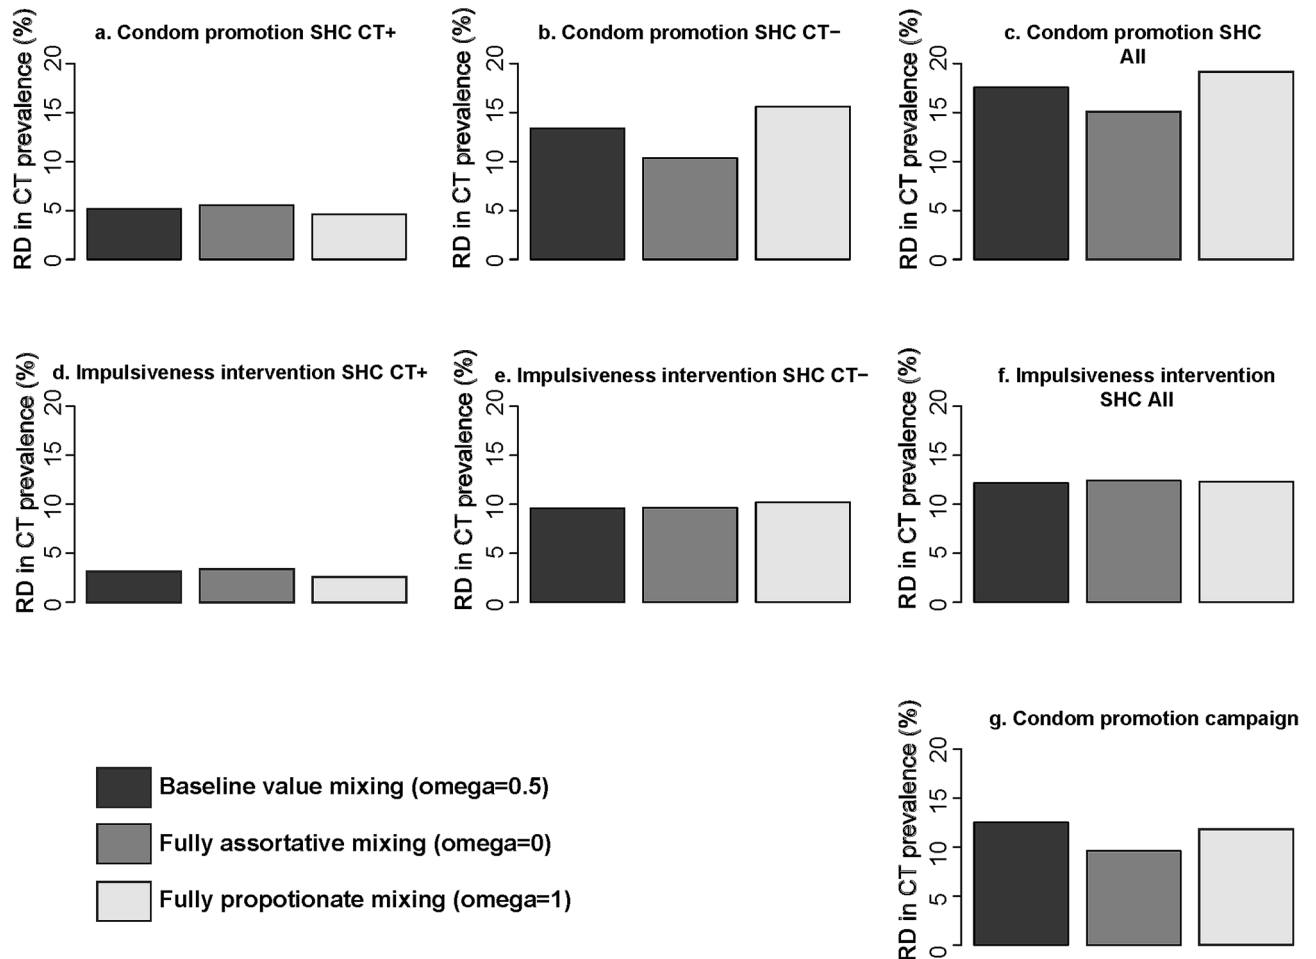 a. Condom promotion SHC CT+
RD in CT prevalence (%)
20
15
10
5
0
b. Condom promotion SHC CT−
RD in CT prevalence (%)
20
15
10
5
0
c. Condom promotion SHC
All
RD in CT prevalence (%)
20
15
10
5
0
d. Impulsiveness intervention SHC CT+
RD in CT prevalence (%)
20
15
10
5
0
e. Impulsiveness intervention SHC CT−
RD in CT prevalence (%)
20
15
10
5
0
f. Impulsiveness intervention
SHC All
RD in CT prevalence (%)
20
15
10
5
0
Baseline value mixing (omega=0.5)
Fully assortative mixing (omega=0)
Fully propotionate mixing (omega=1)
g. Condom promotion campaign
RD in CT prevalence (%)
20
15
10
5
0